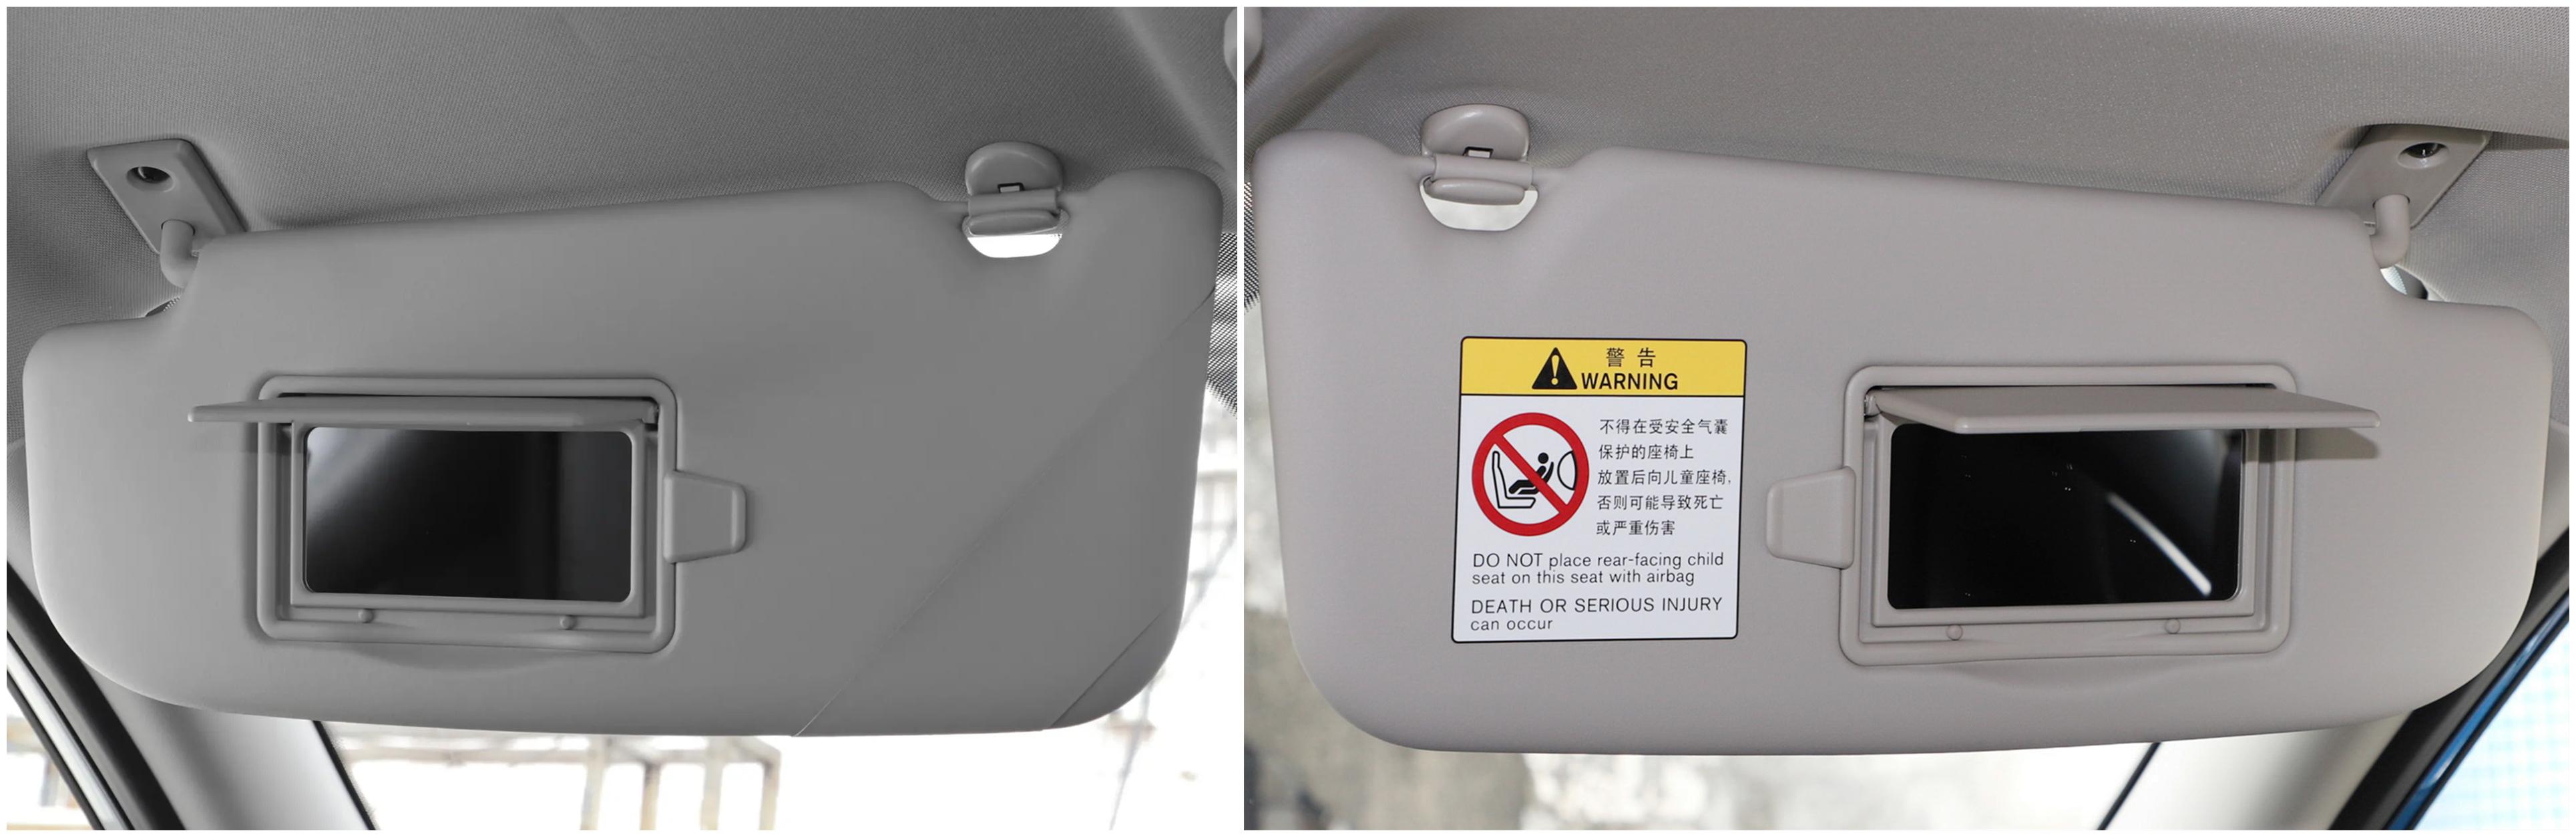 警 告
WARNING
不得在受安全气囊
保护的座椅上
放置后向儿童座椅,
否则可能导致死亡
或严重伤害
DO NOT place rear-facing child
seat on this seat with airbag
DEATH OR SERIOUS INJURY
can occur